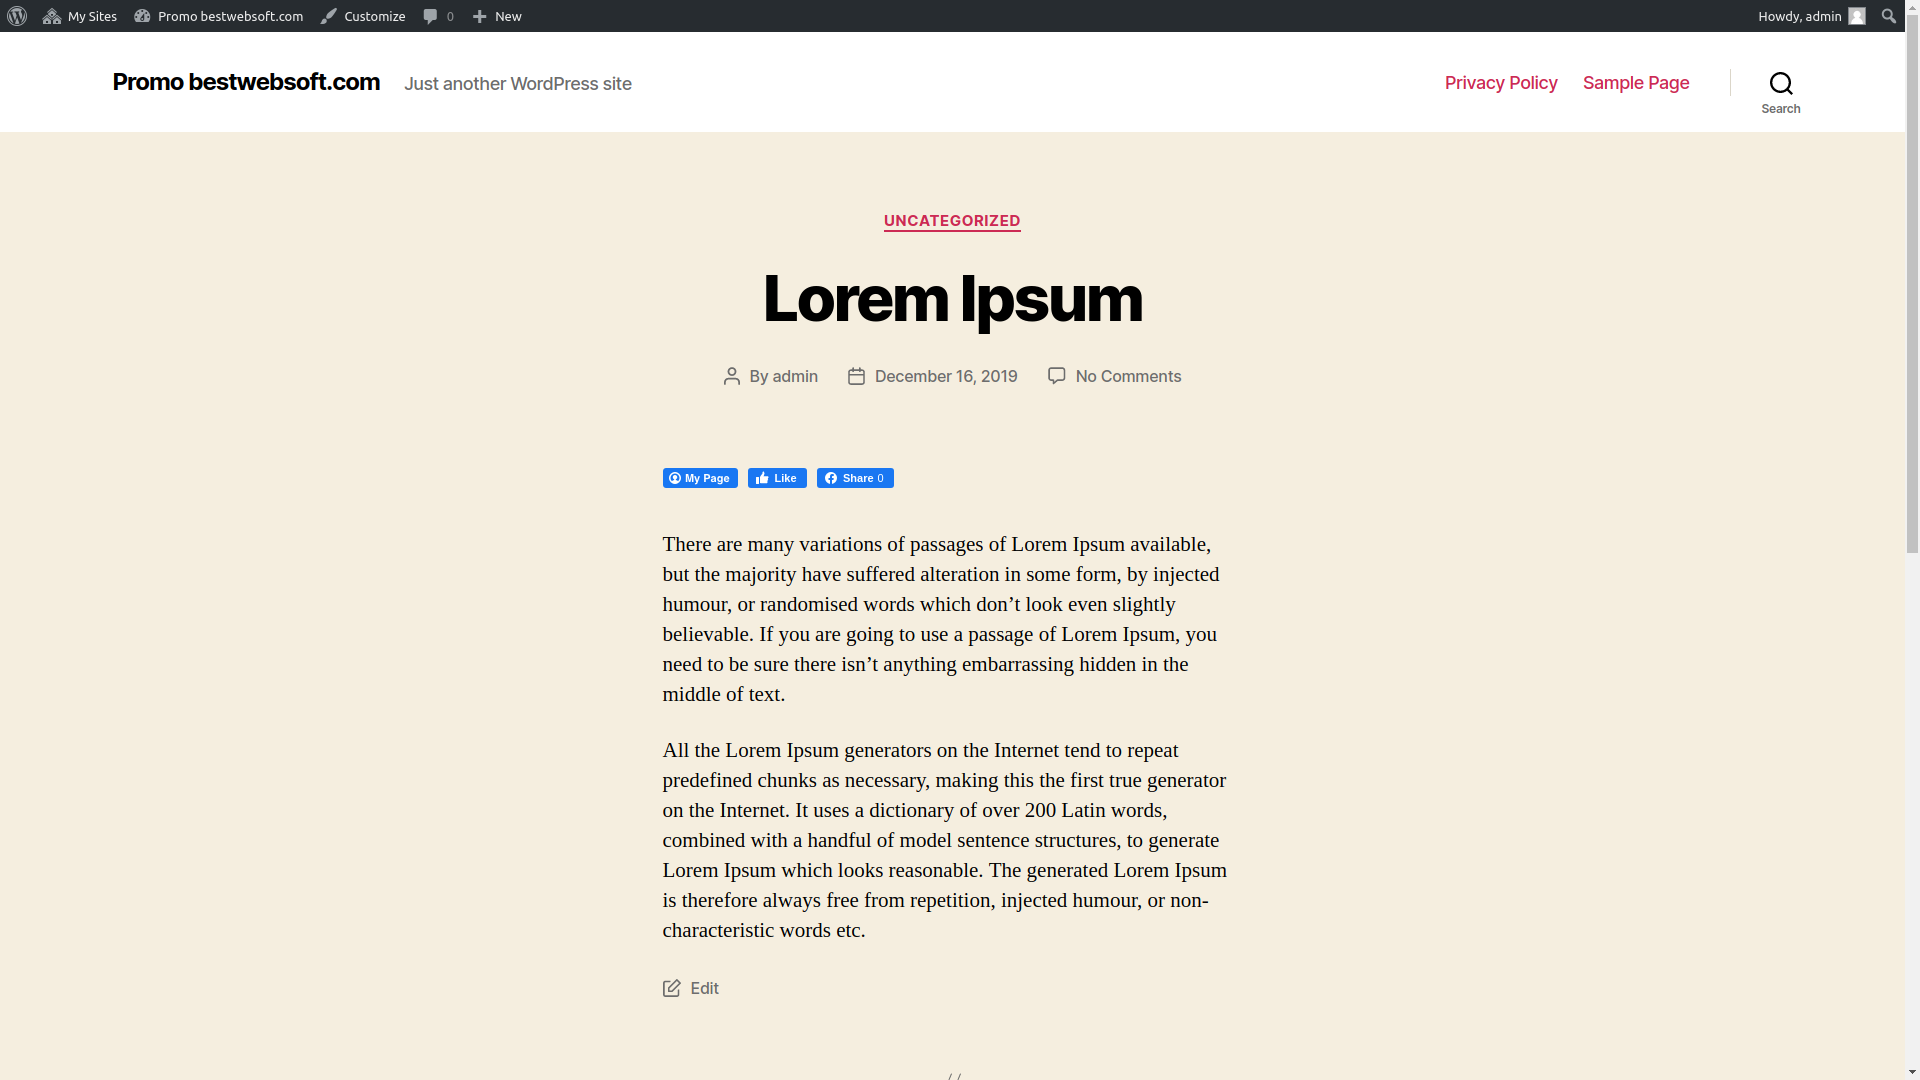 My Sites Promo bestwebsoft.com Customize 0 New Howdy, admin
Promo bestwebsoft.com Just another WordPress site Privacy Policy Sample Page Search
UNCATEGORIZED
Lorem Ipsum
By admin December 16, 2019 No Comments
My Page Like Share 0
There are many variations of passages of Lorem Ipsum available,
but the majority have suffered alteration in some form, by injected
humour, or randomised words which don’t look even slightly
believable. If you are going to use a passage of Lorem Ipsum, you
need to be sure there isn’t anything embarrassing hidden in the
middle of text.
All the Lorem Ipsum generators on the Internet tend to repeat
predefined chunks as necessary, making this the first true generator
on the Internet. It uses a dictionary of over 200 Latin words,
combined with a handful of model sentence structures, to generate
Lorem Ipsum which looks reasonable. The generated Lorem Ipsum
is therefore always free from repetition, injected humour, or non-
characteristic words etc.
Edit
//